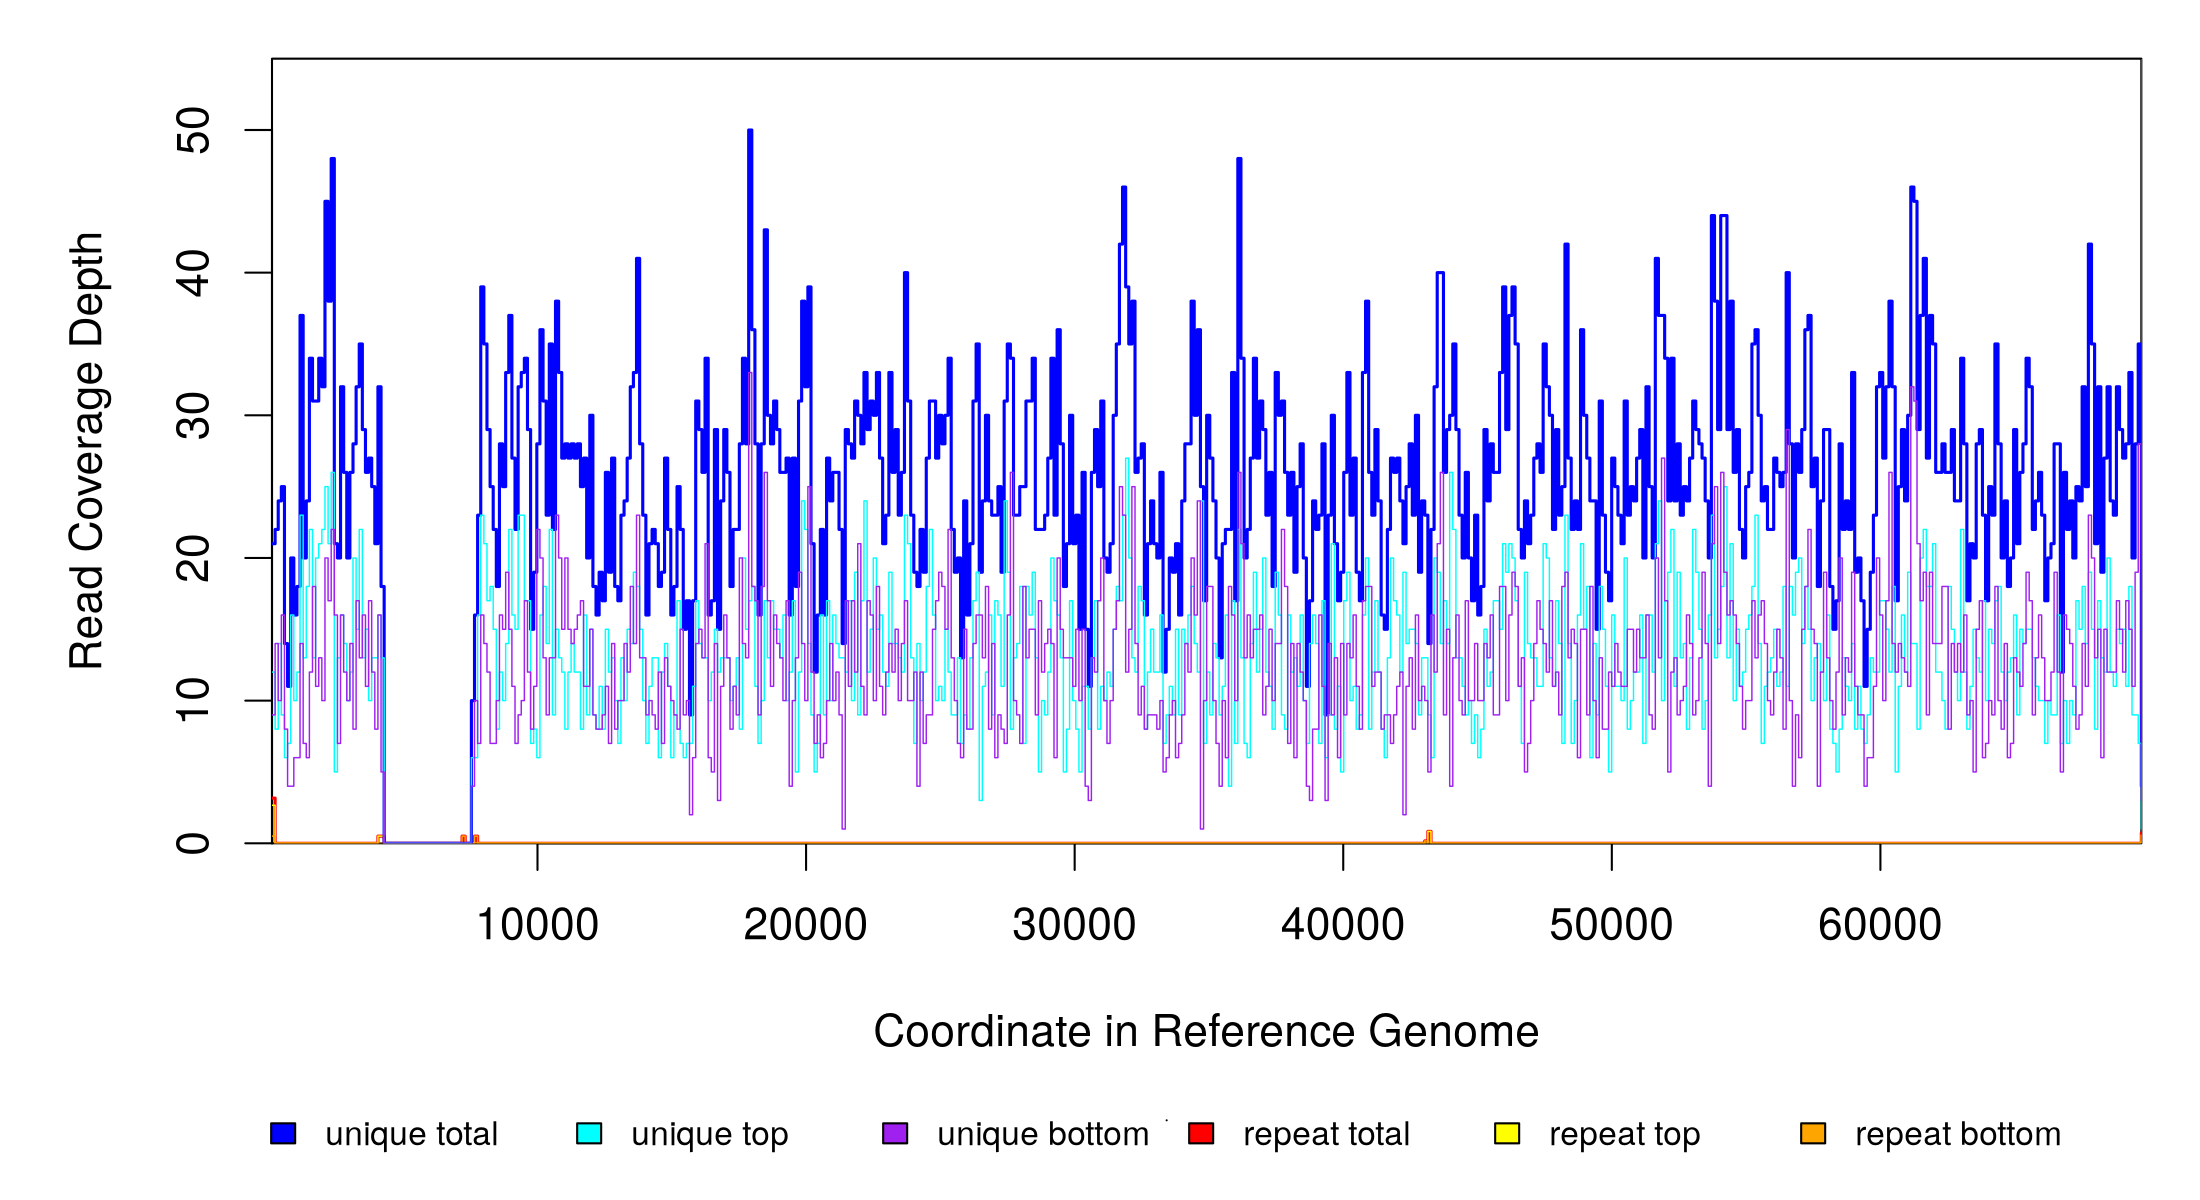 Read Coverage Depth
50
40
30
20
10
0
10000 20000 30000 40000 50000 60000
Coordinate in Reference Genome
unique total unique top unique bottom repeat total repeat top repeat bottom